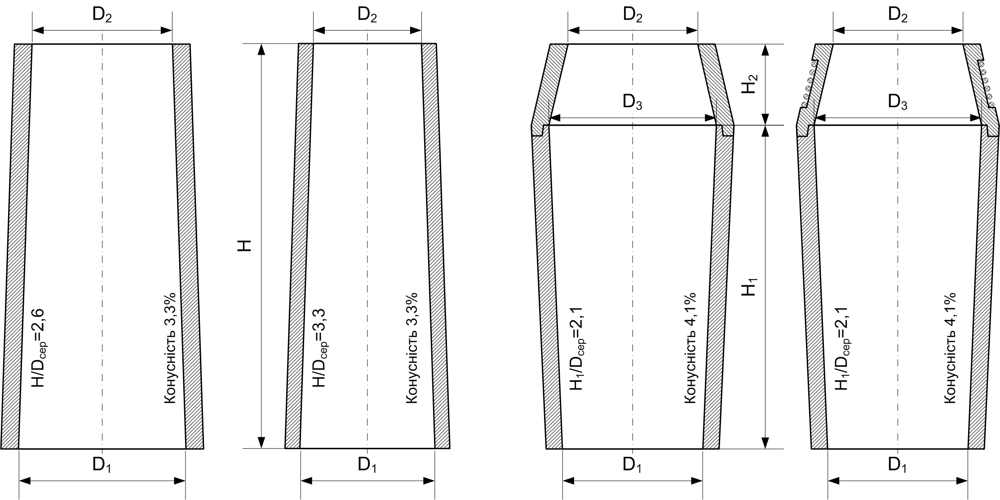 D₂
H/Dсер=2,6
Конусність 3,3%
D₁
D₂
H
H/Dсер=3,3
Конусність 3,3%
D₁
D₂
H₂
D₃
H₁
H₁/Dсер=2,1
Конусність 4,1%
D₁
D₂
D₃
H₁/Dсер=2,1
Конусність 4,1%
D₁